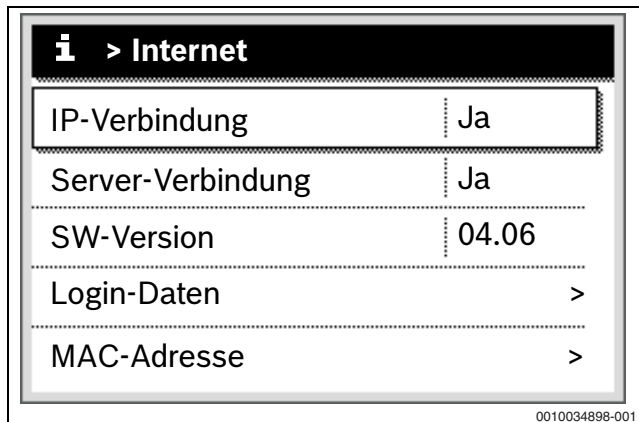 i > Internet
IP-Verbindung Ja
Server-Verbindung Ja
SW-Version 04.06
Login-Daten >
MAC-Adresse >
0010034898-001